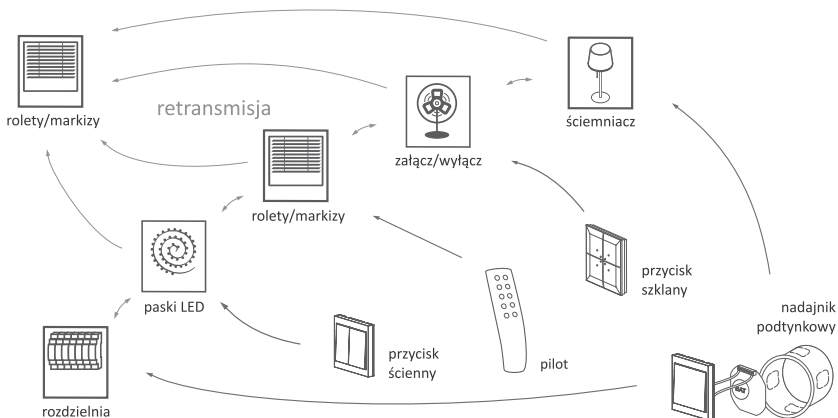 rolety/markizy
retransmisja
ściemniacz
załącz/wyłącz
rolety/markizy
przycisk
szklany
paski LED
nadajnik
podtynkowy
przycisk
ścienny
pilot
rozdzielnia